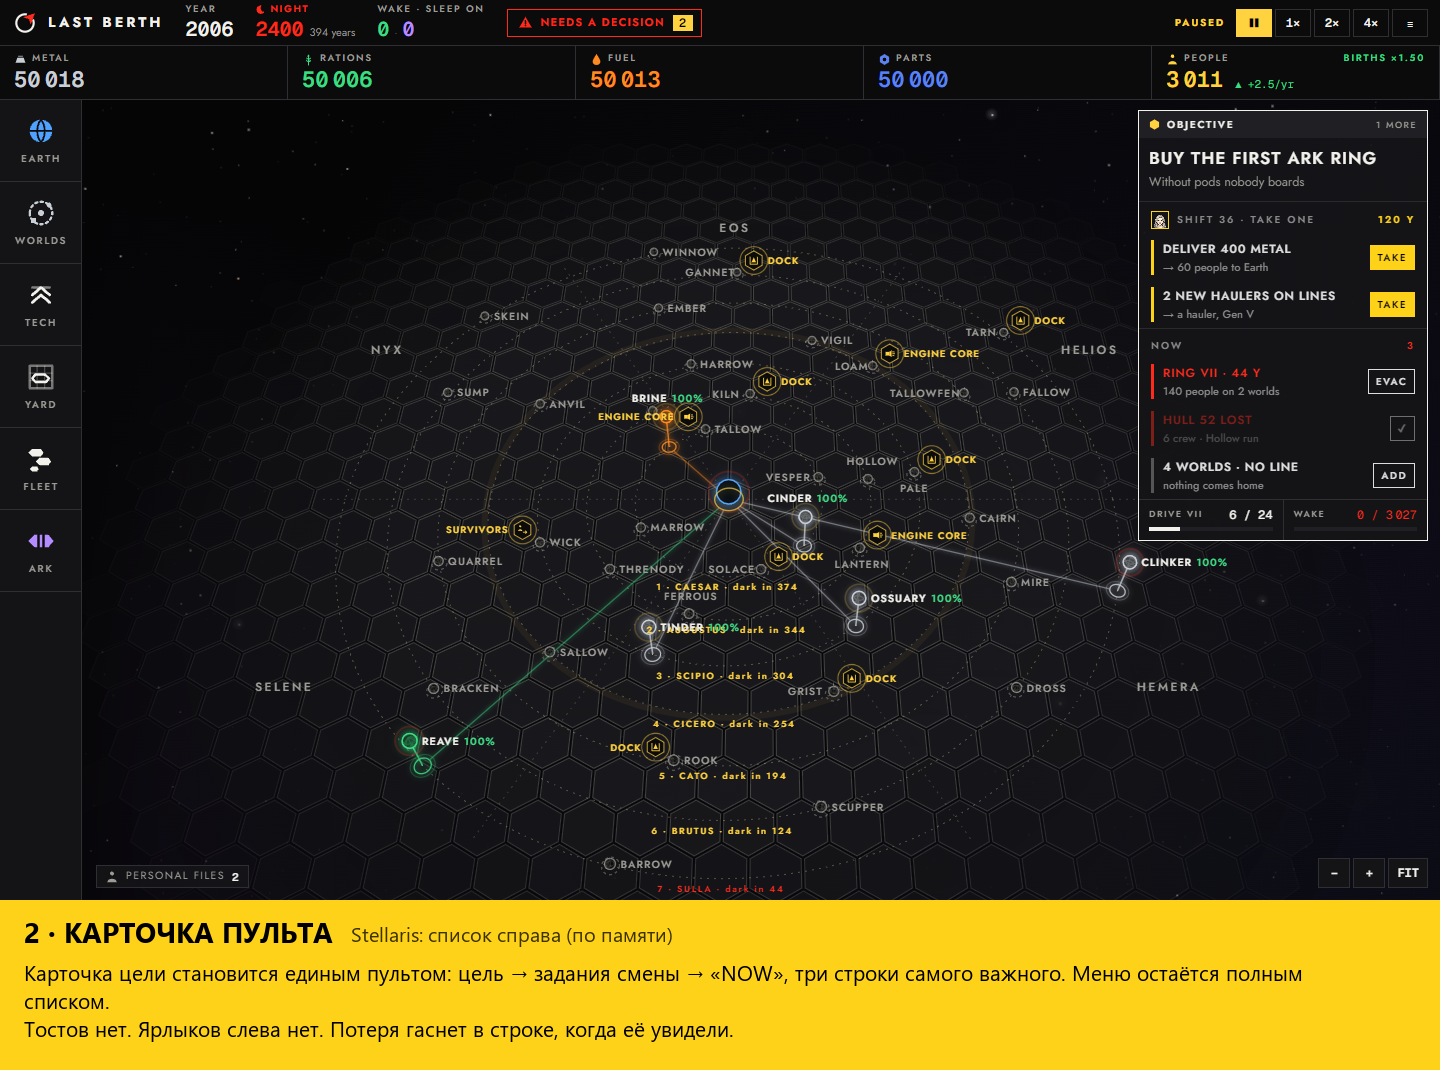 LAST BERTH
YEAR
2006
NIGHT
2400 394 years
WAKE · SLEEP ON
0 · 0
NEEDS A DECISION 2
PAUSED
1×
2×
4×
≡
METAL
50 018
RATIONS
50 006
FUEL
50 013
PARTS
50 000
PEOPLE
BIRTHS ×1.50
3 011 ▲ +2.5/yr
EARTH
WORLDS
TECH
YARD
FLEET
ARK
OBJECTIVE
1 MORE
BUY THE FIRST ARK RING
Without pods nobody boards
SHIFT 36 · TAKE ONE
120 Y
DELIVER 400 METAL
→ 60 people to Earth
TAKE
2 NEW HAULERS ON LINES
→ a hauler, Gen V
TAKE
NOW
3
RING VII · 44 Y
140 people on 2 worlds
EVAC
HULL 52 LOST
6 crew · Hollow run
✓
4 WORLDS · NO LINE
nothing comes home
ADD
DRIVE VII
6 / 24
WAKE
0 / 3 027
EOS
WINNOW
GANNET
DOCK
EMBER
SKEIN
NYX
VIGIL
TARN
DOCK
HELIOS
HARROW
LOAM
ENGINE CORE
KILN
DOCK
SUMP
ANVIL
BRINE 100%
ENGINE CORE
TALLOW
TALLOWFEN
FALLOW
HOLLOW
DOCK
VESPER
PALE
CINDER 100%
SURVIVORS
WICK
MARROW
ENGINE CORE
CAIRN
QUARREL
THRENODY
SOLACE
DOCK
LANTERN
CLINKER 100%
MIRE
1 · CAESAR · dark in 374
FERROUS
OSSUARY 100%
TINDER 100%
2 · AUGUSTUS · dark in 344
SALLOW
3 · SCIPIO · dark in 304
SELENE
BRACKEN
GRIST
DOCK
DROSS
HEMERA
4 · CICERO · dark in 254
REAVE 100%
DOCK
ROOK
5 · CATO · dark in 194
SCUPPER
6 · BRUTUS · dark in 124
BARROW
7 · SULLA · dark in 44
PERSONAL FILES 2
−
+
FIT
2 · КАРТОЧКА ПУЛЬТА Stellaris: список справа (по памяти)
Карточка цели становится единым пультом: цель → задания смены → «NOW», три строки самого важного. Меню остаётся полным
списком.
Тостов нет. Ярлыков слева нет. Потеря гаснет в строке, когда её увидели.